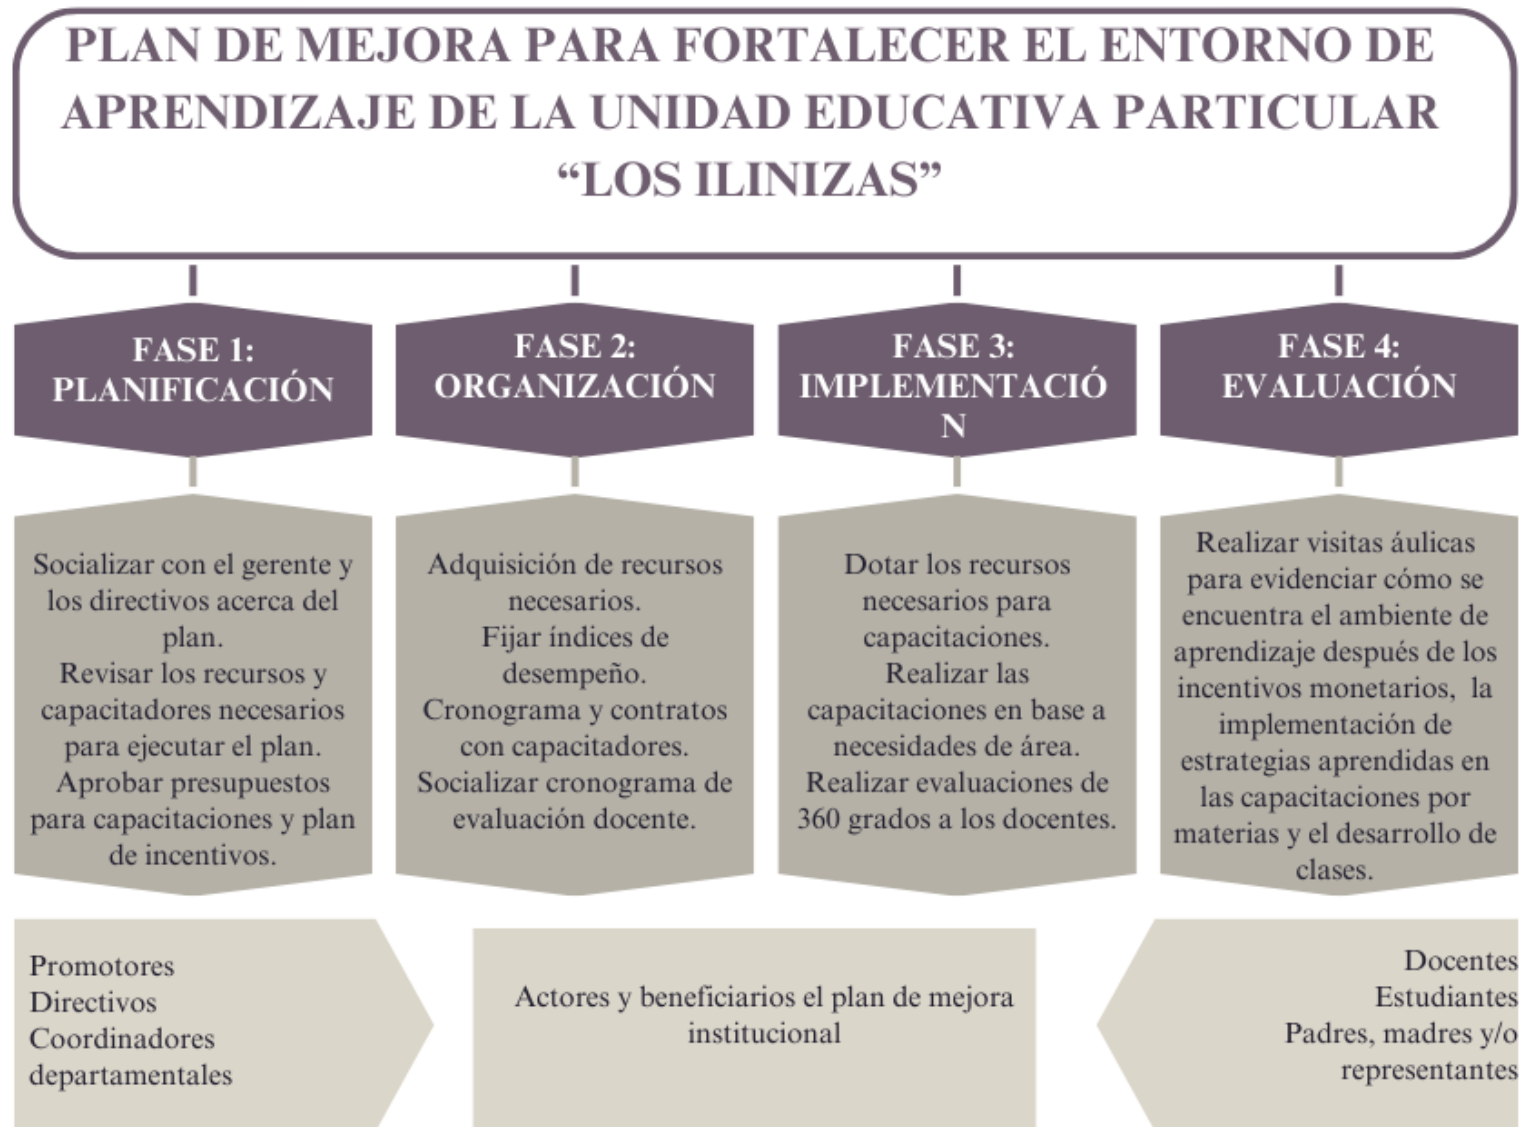 PLAN DE MEJORA PARA FORTALECER EL ENTORNO DE
APRENDIZAJE DE LA UNIDAD EDUCATIVA PARTICULAR
“LOS ILINIZAS”
FASE 1:
PLANIFICACIÓN
FASE 2:
ORGANIZACIÓN
FASE 3:
IMPLEMENTACIÓ
N
FASE 4:
EVALUACIÓN
Socializar con el gerente y
los directivos acerca del
plan.
Revisar los recursos y
capacitadores necesarios
para ejecutar el plan.
Aprobar presupuestos
para capacitaciones y plan
de incentivos.
Adquisición de recursos
necesarios.
Fijar índices de
desempeño.
Cronograma y contratos
con capacitadores.
Socializar cronograma de
evaluación docente.
Dotar los recursos
necesarios para
capacitaciones.
Realizar las
capacitaciones en base a
necesidades de área.
Realizar evaluaciones de
360 grados a los docentes.
Realizar visitas áulicas
para evidenciar cómo se
encuentra el ambiente de
aprendizaje después de los
incentivos monetarios, la
implementación de
estrategias aprendidas en
las capacitaciones por
materias y el desarrollo de
clases.
Promotores
Directivos
Coordinadores
departamentales
Actores y beneficiarios el plan de mejora
institucional
Docentes
Estudiantes
Padres, madres y/o
representantes